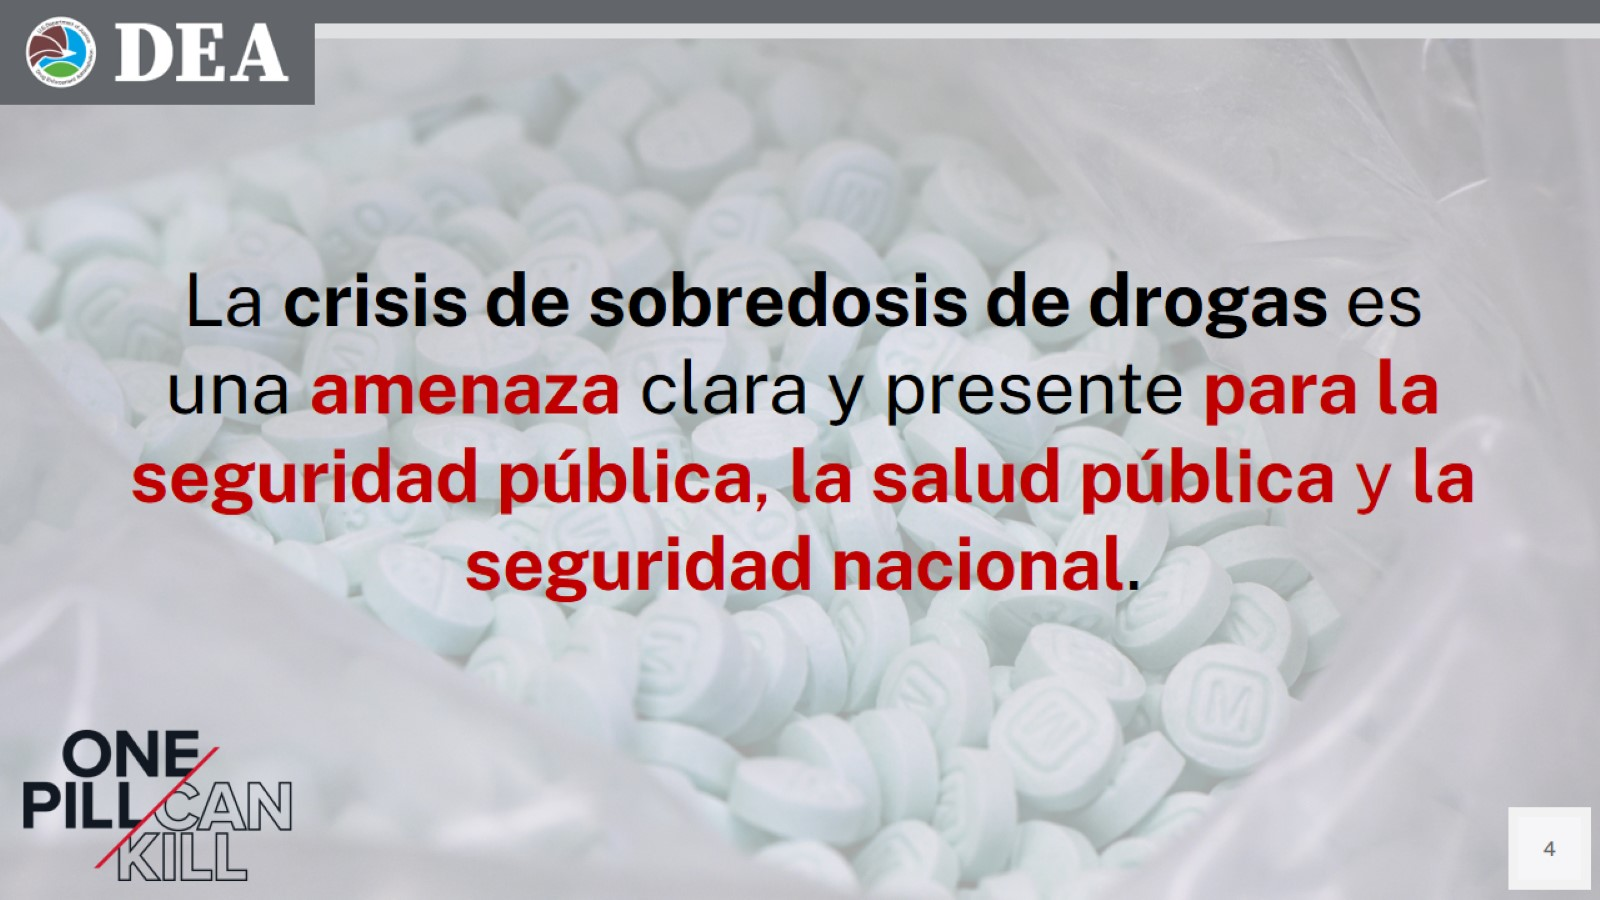 DEA
La crisis de sobredosis de drogas es
una amenaza clara y presente para la
seguridad pública, la salud pública y la
seguridad nacional.
ONE
PILL CAN
KILL
4